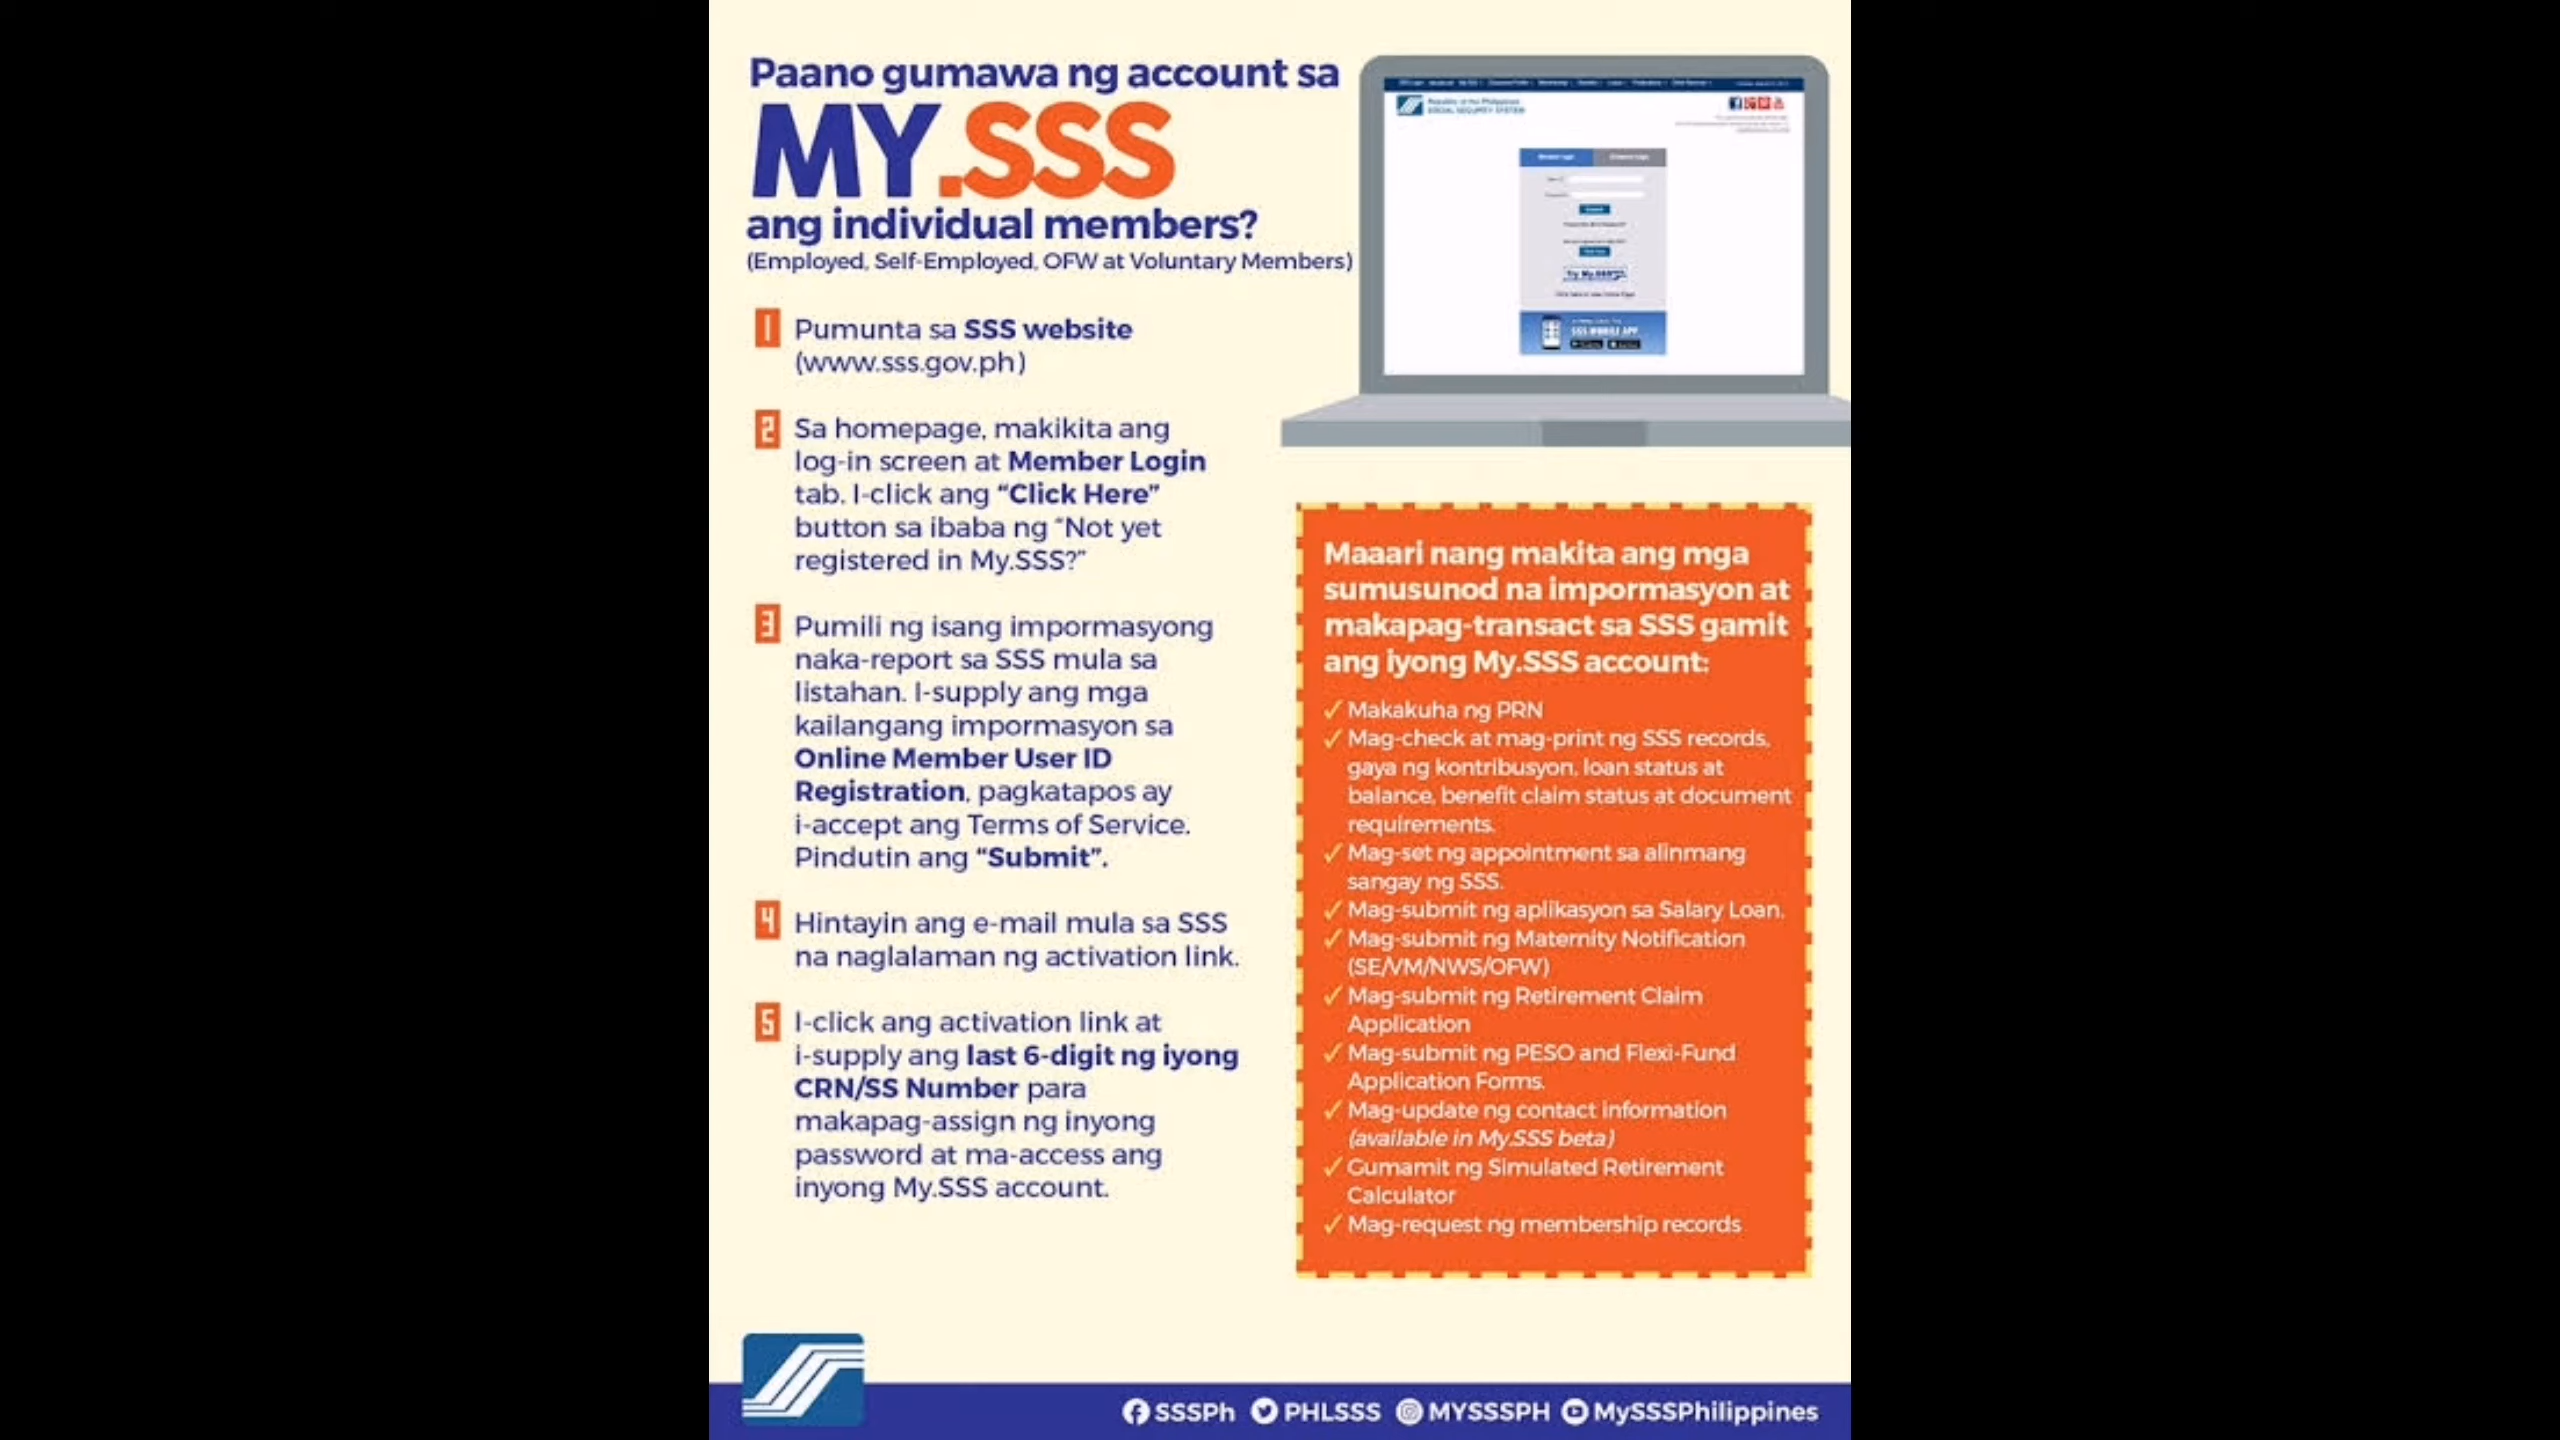 Paano gumawa ng account sa
MY.SSS
ang individual members?
(Employed, Self-Employed, OFW at Voluntary Members)
1 Pumunta sa SSS website
(www.sss.gov.ph)
2 Sa homepage, makikita ang
log-in screen at Member Login
tab. I-click ang “Click Here”
button sa ibaba ng “Not yet
registered in My.SSS?”
3 Pumili ng isang impormasyong
naka-report sa SSS mula sa
listahan. I-supply ang mga
kailangang impormasyon sa
Online Member User ID
Registration, pagkatapos ay
i-accept ang Terms of Service.
Pindutin ang “Submit”.
4 Hintayin ang e-mail mula sa SSS
na naglalaman ng activation link.
5 I-click ang activation link at
i-supply ang last 6-digit ng iyong
CRN/SS Number para
makapag-assign ng inyong
password at ma-access ang
inyong My.SSS account.
Republic of the Philippines
SOCIAL SECURITY SYSTEM
Member Login
SSS MOBILE APP
Maaari nang makita ang mga
sumusunod na impormasyon at
makapag-transact sa SSS gamit
ang iyong My.SSS account:
✓ Makakuha ng PRN
✓ Mag-check at mag-print ng SSS records,
gaya ng kontribusyon, loan status at
balance, benefit claim status at document
requirements.
✓ Mag-set ng appointment sa alinmang
sangay ng SSS.
✓ Mag-submit ng aplikasyon sa Salary Loan.
✓ Mag-submit ng Maternity Notification
(SE/VM/NWS/OFW)
✓ Mag-submit ng Retirement Claim
Application
✓ Mag-submit ng PESO and Flexi-Fund
Application Forms.
✓ Mag-update ng contact information
(available in My.SSS beta)
✓ Gumamit ng Simulated Retirement
Calculator
✓ Mag-request ng membership records
SSSPh PHLSSS MYSSSPH MySSSPhilippines